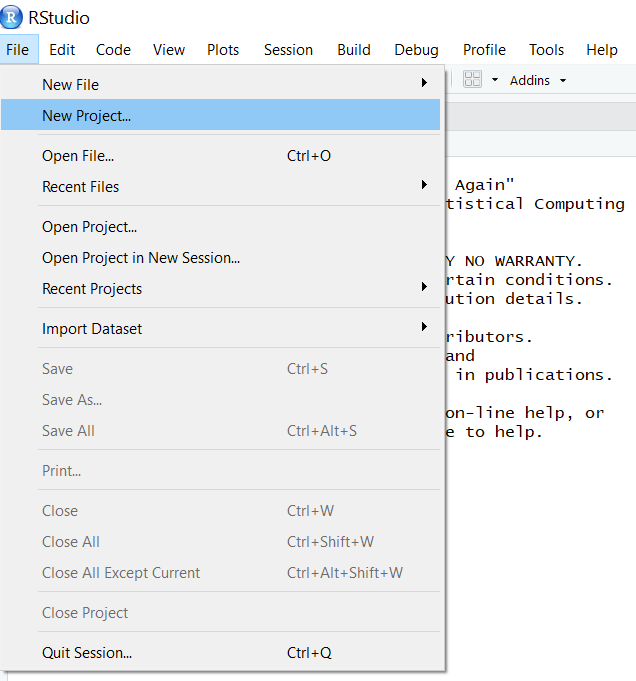 R RStudio
File Edit Code View Plots Session Build Debug Profile Tools Help
Addins
New File
New Project...
Open File... Ctrl+O
Recent Files
Open Project...
Open Project in New Session...
Recent Projects
Import Dataset
Save Ctrl+S
Save As...
Save All Ctrl+Alt+S
Print...
Close Ctrl+W
Close All Ctrl+Shift+W
Close All Except Current Ctrl+Alt+Shift+W
Close Project
Quit Session... Ctrl+Q
Again"
tistical Computing
Y NO WARRANTY.
rtain conditions.
ution details.
ributors.
and
in publications.
on-line help, or
e to help.